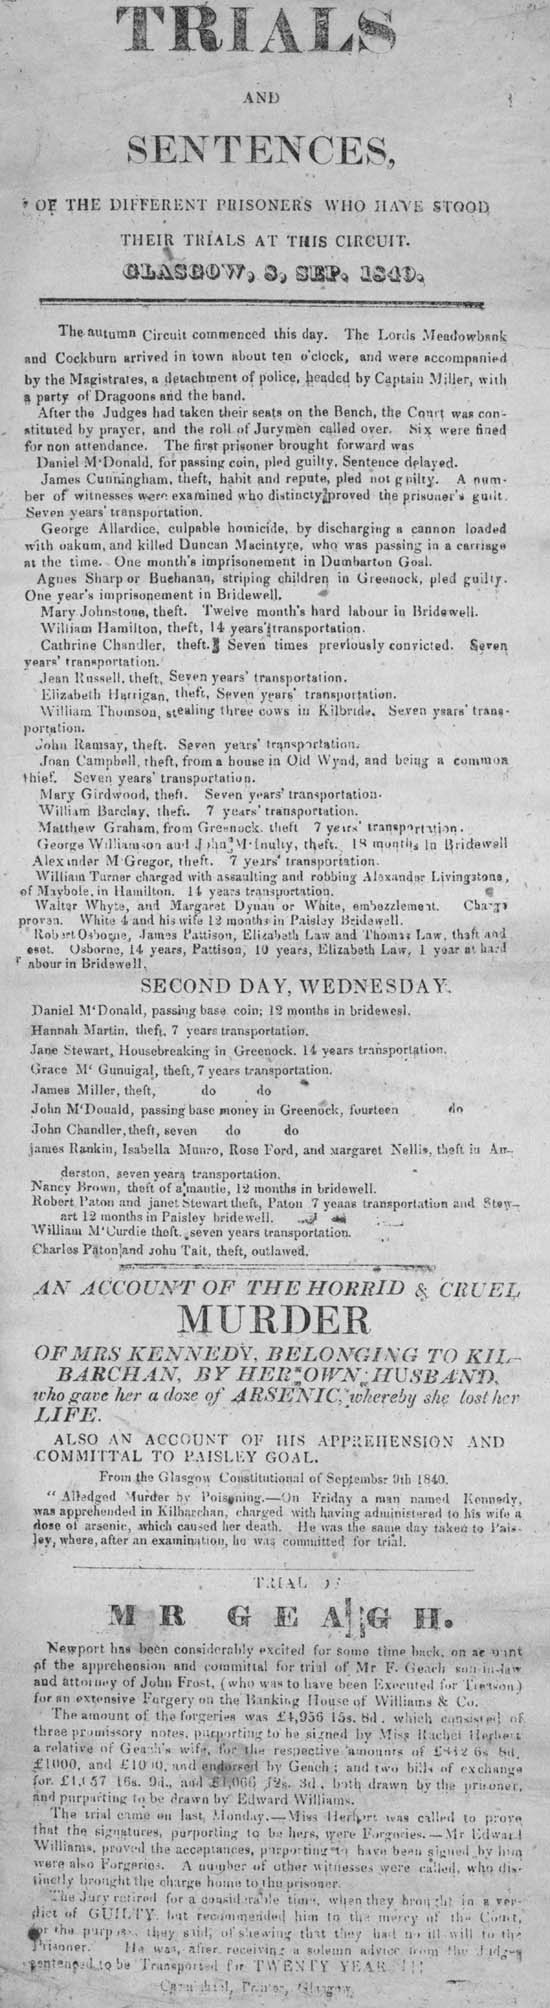 TRIALS
AND
SENTENCES,
OF THE DIFFERENT PRISONERS WHO HAVE STOOD
THEIR TRIALS AT THIS CIRCUIT.
GLASGOW, 8, SEP. 1840.
The autumn Circuit commenced this day. The Lords Meadowbank
and Cockburn arrived in town about ten o'clock, and were accompanied
by the Magistrates, a detachment of police, headed by Captain Miller, with
a party of Dragoons and the band.
After the Judges had taken their seats on the Bench, the Court was con-
stituted by prayer, and the roll of Jurymen called over. Six were fined
for non attendance. The first prisoner brought forward was
Daniel M'Donald, for passing coin, pled guilty, Sentence delayed.
James Cunningham, theft, habit and repute, pled not guilty. A num-
ber of witnesses were examined who distincty proved the prisoner's guilt.
Seven years' transportation.
George Allardice, culpable homicide, by discharging a cannon loaded
with oakum, and killed Duncan Macintyre, who was passing in a carriage
at the time. One month's imprisonement in Dumbarton Goal.
Agnes Sharp or Buchanan, striping children in Greenock, pled guilty.
One year's imprisonement in Bridewell.
Mary Johnstone, theft. Twelve month's hard labour in Bridewell.
William Hamilton, theft, 14 years' transportation.
Cathrine Chandler, theft. Seven times previously convicted. Seven
years' transportation.
Jean Russell, theft, Seven years' transportation.
Elizabeth Harrigan, theft, Seven years' transportation.
William Thomson, stealing three cows in Kilbride, Seven years' trans-
portation.
John Ramsay, theft. Seven years' transportation.
Joan Campbell, theft, from a house in Old Wynd, and being a common
thief. Seven years' transportation.
Mary Girdwood, theft. Seven years' transportation.
William Barclay, theft. 7 years' transportation.
Matthew Graham, from Greenock, theft 7 years' transportation.
George Williamson and John M'Inulty, theft. 18 months In Bridewell
Alexinder M'Gregor, theft. 7 years' transportation.
William Turner charged with assaulting and robbing Alexander Livingstone,
of Maybole, in Hamilton. 14 years transportation.
Walter Whyte, and Margaret Dynan or White, embezzlement. Charge
proven. White 4 and his wife 12 months in Paisley Bridewell.
Robert Osborne, James Pattison, Elizabeth Law and Thomas Law, theft and
eset. Osborne, 14 years, Pattison, 10 years, Elizabeth Law, 1 year at hard
abour in Bridewell,
SECOND DAY, WEDNESDAY.
Daniel M'Donald, passing base coin; 12 months in bridewesl.
Hannah Martin, theft, 7 years transportation.
Jane Stewart, Housebreaking in Greenock. 14 years transportation.
Grace M' Gunuigal, theft, 7 years transportation.
James Miller, theft, do do
John M'Donald, passing base money in Greenock, fourteen do
John Chandler, theft, seven do do
james Rankin, Isabella Munro, Rose Ford, and margaret Nellis, theft in An-
derston, seven years transportation.
Nancy Brown, theft of a mantle, 12 months in bridewell.
Robert Paton and janet Stewart theft, Paton 7 yeaas transportation and Stew-
art 12 months in Paisley bridewell.
William M'Curdie theft. seven years transportation.
Charles Paton and john Tait, theft, outlawed.
AN ACCOUNT OF THE HORRID & CRUEL
MURDER
OF MRS KENNEDY, BELONGING TO KIL-
BARCHAN, BY HER OWN HUSBAND,
who gave her a doze of ARSENIC, whereby she lost her
LIFE.
ALSO AN ACCOUNT OF HIS APPREHENSION AND
COMMITTAL TO PAISLEY GOAL.
From the Glasgow Constitutional of September 9th 1840.
"Alledged Murder by Poisoning.—On Friday a man named Kennedy,
was apprehended in Kilbarchan, charged with having administered to his wife a
dose of arsenic, which caused her death. He was the same day taken to Pais-
ley, where, after an examination, he was committed for trial.
TRIAL OF
MR GEACH.
Newport has been considerably excited for some time back, on account
of the apprehension and committal for trial of Mr F. Geach son-in-law
and attorney of John Frost, (who was to have been Executed for Treason)
for an extensive Forgery on the Banking House of Williams & Co.
The amount of the forgeries was £4,956 15s. 8d. which consisted of
three promissory notes, purporting to be signed by Miss Rachel Herbert
a relative of Geach's wife, for the respective amounts of £842 6s 8d.
£1000, and £1000, and endorsed by Geach; and two bills of exchange
for £1,057 16s. 9d., and £1,066 12s. 3d., both drawn by the prisoner,
and purparting to be drawn by Edward Williams.
The trial came on last, Monday.—Miss Herbert was called to prove
that the signatures, purporting to be hers, were Forgories.—Mr Edward
Williams, proved the acceptances, purporting to have been signed by him
were also Forgeries. A number of other witnesses were called, who dis-
tinctly brought the charge home to the prisoner.
The Jury retired for a considerable time, when they brought in a ver-
dict of GUILTY, but recommended him to the mercy of the Court,
for the purpose, they said, of shewing that they had no ill will to the
Prisoner. He was, after receiving a solemn advice from the Judges
sentenced to be Transported for TWENTY YEARS!!!
Carmichael, Printer, Glasgow.